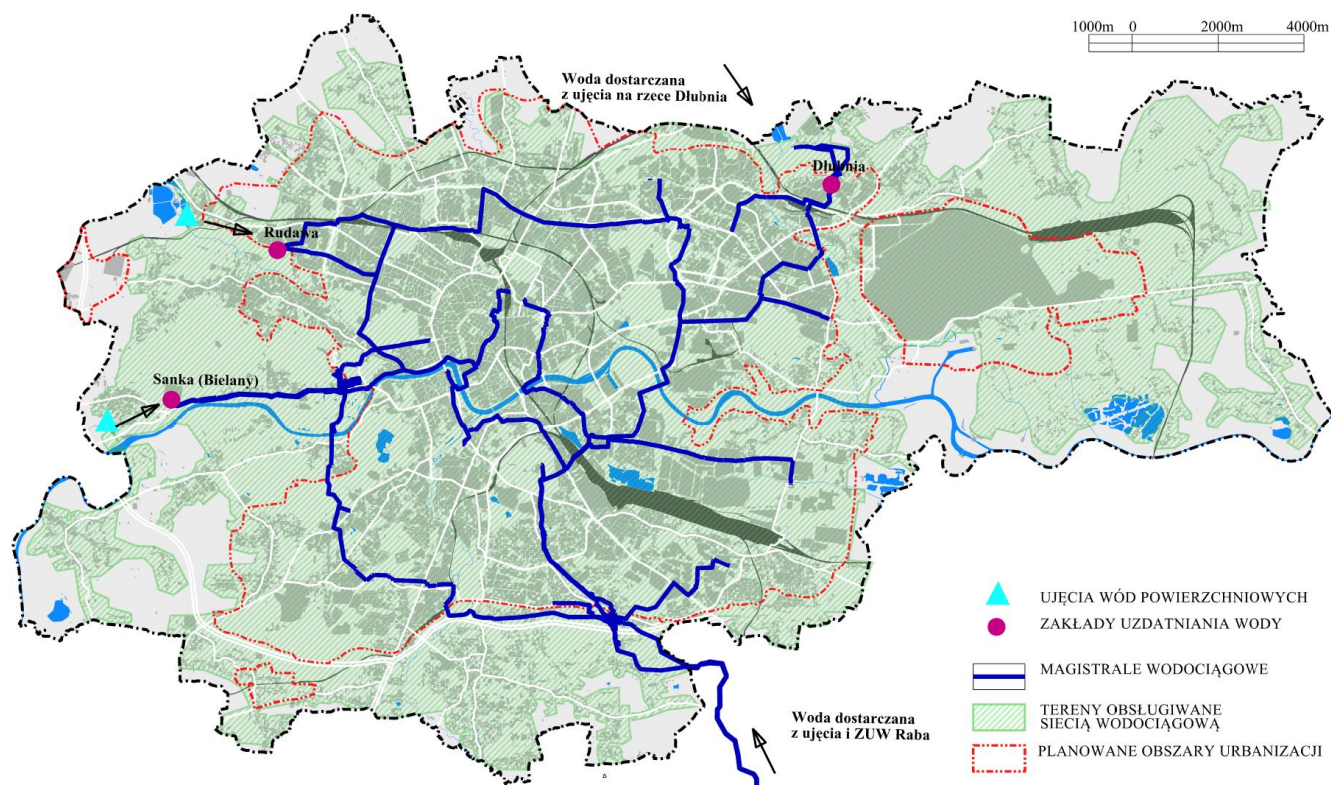 1000m 0 2000m 4000m
Woda dostarczana
z ujęcia na rzece Dłubnia
Dłubnia
Rudawa
Sanka (Bielany)
UJĘCIA WÓD POWIERZCHNIOWYCH
ZAKŁADY UZDATNIANIA WODY
MAGISTRALE WODOCIĄGOWE
TERENY OBSŁUGIWANE
SIECIĄ WODOCIĄGOWĄ
PLANOWANE OBSZARY URBANIZACJI
Woda dostarczana
z ujęcia i ZUW Raba